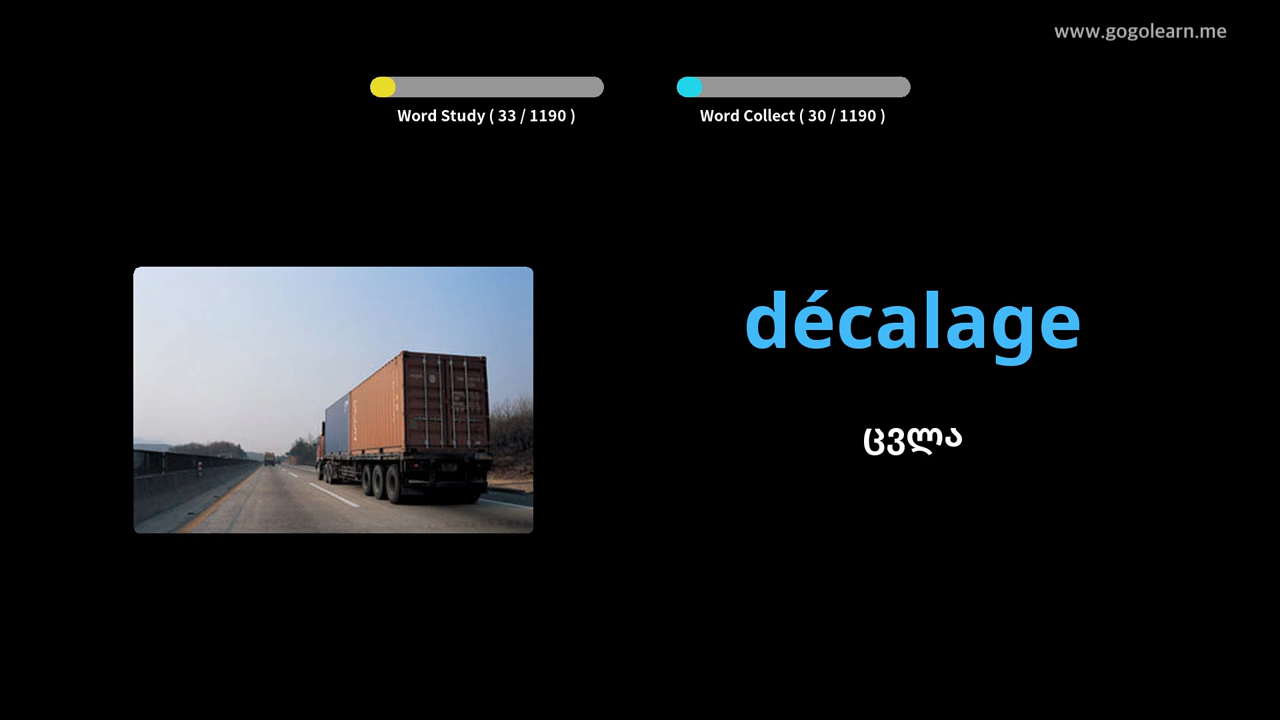 www.gogolearn.me
Word Study ( 33 / 1190 )
Word Collect ( 30 / 1190 )
décalage
ცვლა